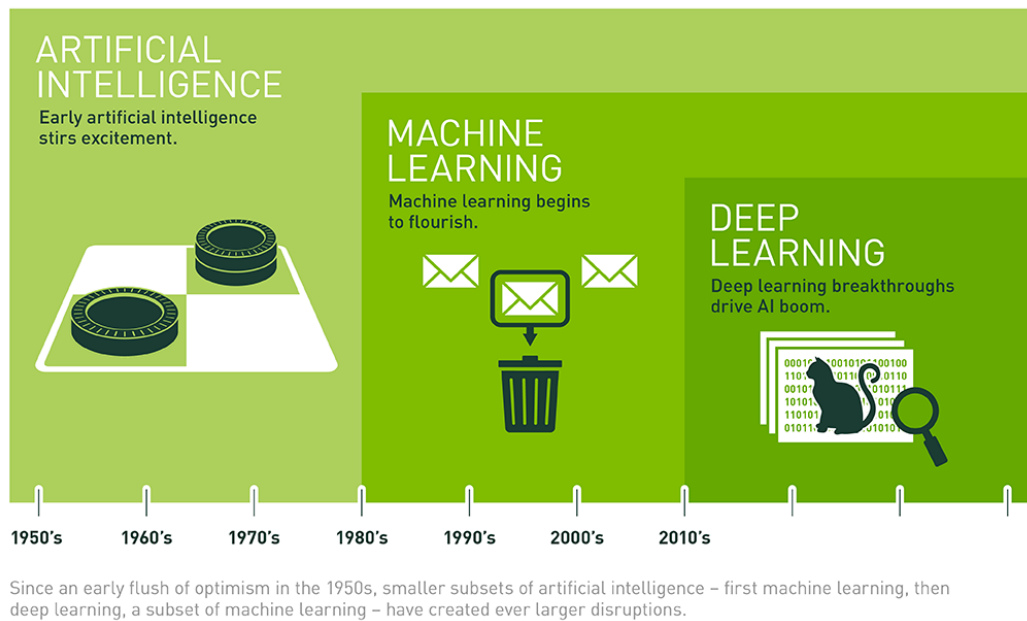 ARTIFICIAL
INTELLIGENCE
Early artificial intelligence
stirs excitement.
MACHINE
LEARNING
Machine learning begins
to flourish.
DEEP
LEARNING
Deep learning breakthroughs
drive AI boom.
1950's
1960's
1970's
1980's
1990's
2000's
2010's
Since an early flush of optimism in the 1950s, smaller subsets of artificial intelligence – first machine learning, then
deep learning, a subset of machine learning – have created ever larger disruptions.